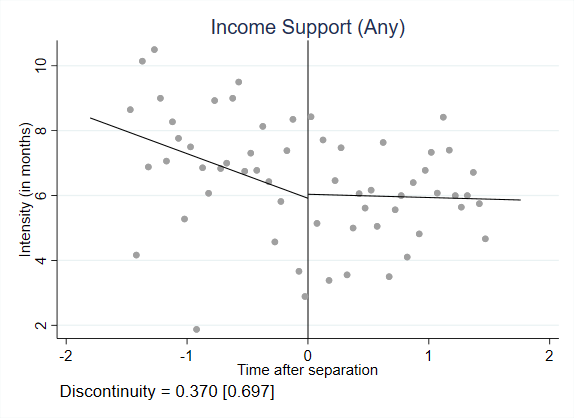 Income Support (Any)
Intensity (in months)
10
8
6
4
2
-2 -1 0 1 2
Time after separation
Discontinuity = 0.370 [0.697]